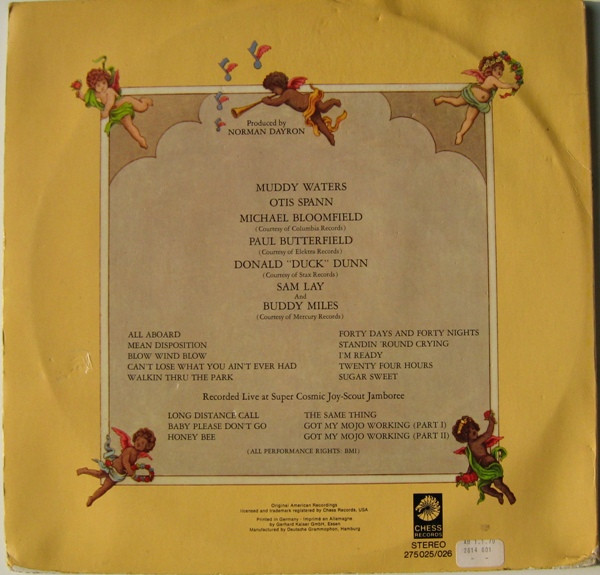 Produced by
NORMAN DAYRON
MUDDY WATERS
OTIS SPANN
MICHAEL BLOOMFIELD
(Courtesy of Columbia Records)
PAUL BUTTERFIELD
(Courtesy of Elektra Records)
DONALD "DUCK" DUNN
(Courtesy of Stax Records)
SAM LAY
And
BUDDY MILES
(Courtesy of Mercury Records)
ALL ABOARD
MEAN DISPOSITION
BLOW WIND BLOW
CAN'T LOSE WHAT YOU AIN'T EVER HAD
WALKIN THRU THE PARK
FORTY DAYS AND FORTY NIGHTS
STANDIN 'ROUND CRYING
I'M READY
TWENTY FOUR HOURS
SUGAR SWEET
Recorded Live at Super Cosmic Joy-Scout Jamboree
LONG DISTANCE CALL
BABY PLEASE DON'T GO
HONEY BEE
THE SAME THING
GOT MY MOJO WORKING (PART I)
GOT MY MOJO WORKING (PART II)
(ALL PERFORMANCE RIGHTS: BMI)
Original American Recordings
licensed and trademark registered by Chess Records, USA
Printed in Germany · Imprimé en Allemagne
by Gerhard Kaiser GmbH, Essen
Manufactured by Deutsche Grammophon, Hamburg
CHESS
RECORDS
STEREO
275025/026